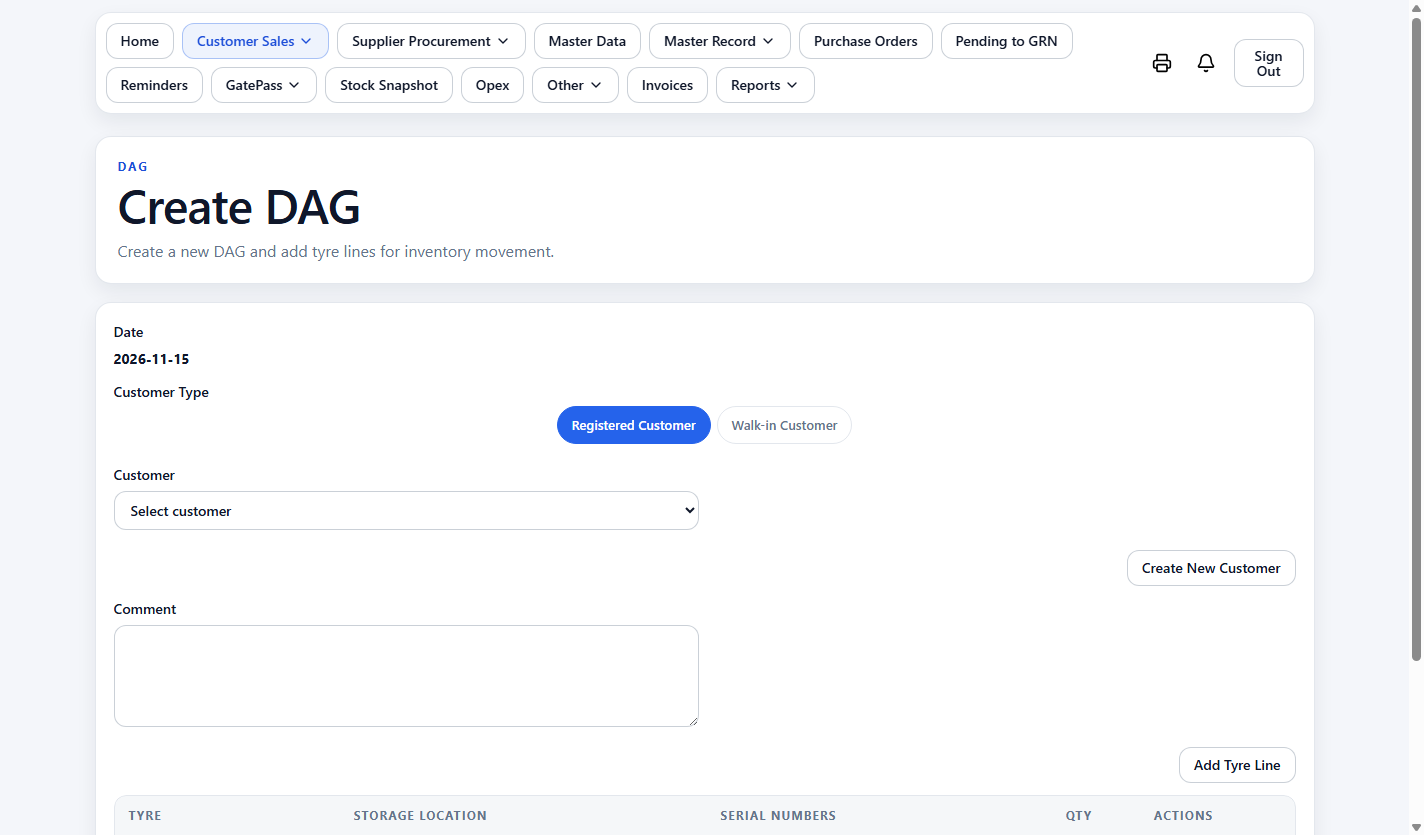 Home Customer Sales Supplier Procurement Master Data Master Record Purchase Orders Pending to GRN
Reminders GatePass Stock Snapshot Opex Other Invoices Reports
Sign
Out
DAG
Create DAG
Create a new DAG and add tyre lines for inventory movement.
Date
2026-11-15
Customer Type
Registered Customer Walk-in Customer
Customer
Select customer
Create New Customer
Comment
Add Tyre Line
TYRE STORAGE LOCATION SERIAL NUMBERS QTY ACTIONS